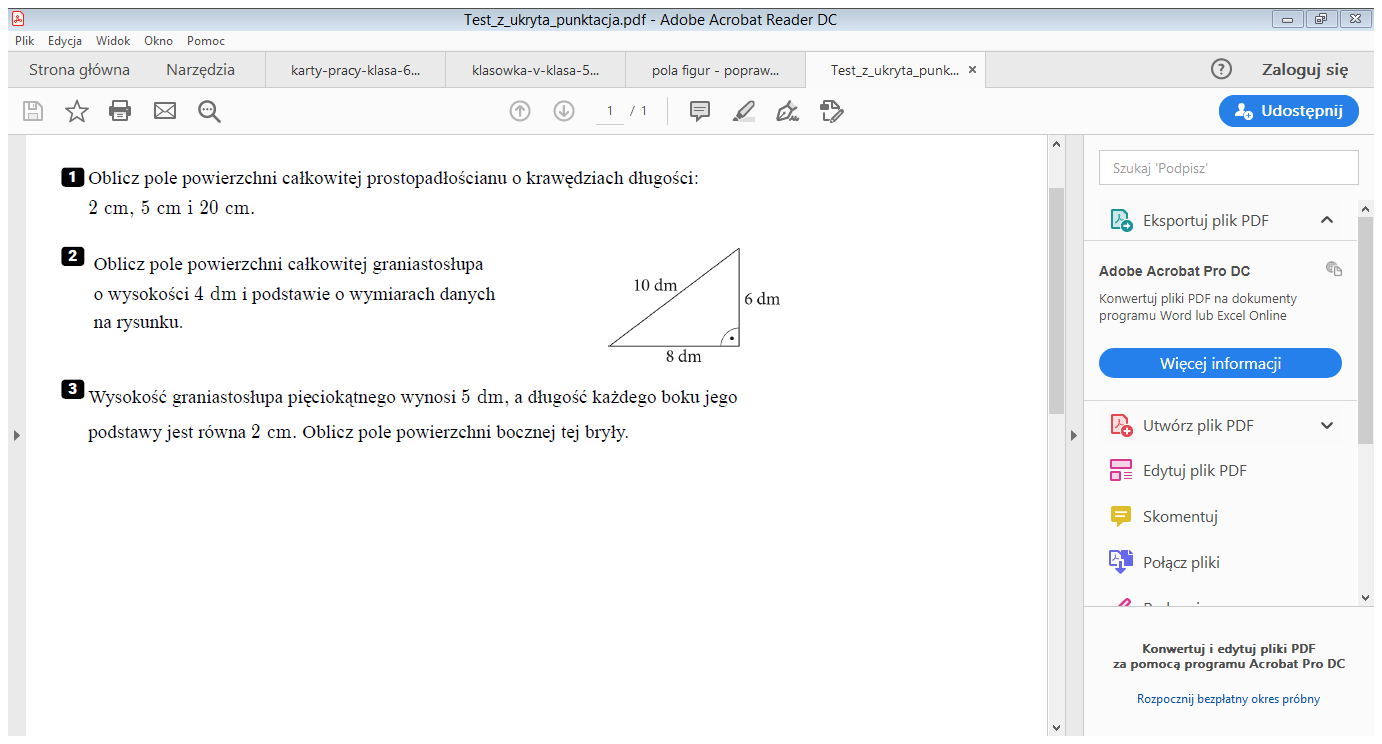 Test_z_ukryta_punktacja.pdf - Adobe Acrobat Reader DC
Plik Edycja Widok Okno Pomoc
Strona główna Narzędzia karty-pracy-klasa-6... klasowka-v-klasa-5... pola figur - popraw... Test_z_ukryta_punk... × ? Zaloguj się
1 / 1 Udostępnij
1 Oblicz pole powierzchni całkowitej prostopadłościanu o krawędziach długości:
2 cm, 5 cm i 20 cm.
2 Oblicz pole powierzchni całkowitej graniastosłupa
o wysokości 4 dm i podstawie o wymiarach danych
na rysunku.
10 dm
6 dm
8 dm
3 Wysokość graniastosłupa pięciokątnego wynosi 5 dm, a długość każdego boku jego
podstawy jest równa 2 cm. Oblicz pole powierzchni bocznej tej bryły.
Szukaj 'Podpisz'
Eksportuj plik PDF
Adobe Acrobat Pro DC
Konwertuj pliki PDF na dokumenty
programu Word lub Excel Online
Więcej informacji
Utwórz plik PDF
Edytuj plik PDF
Skomentuj
Połącz pliki
Konwertuj i edytuj pliki PDF
za pomocą programu Acrobat Pro DC
Rozpocznij bezpłatny okres próbny